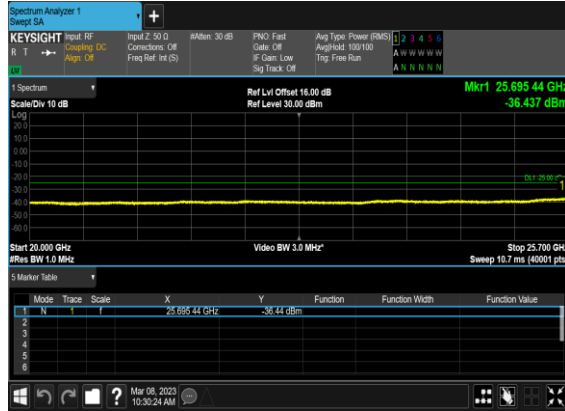 Spectrum Analyzer 1
Swept SA
+
KEYSIGHT Input: RF Input Z: 50 Ω #Atten: 30 dB PNO: Fast Avg Type: Power (RMS) 1 2 3 4 5 6
R T Coupling: DC Corrections: Off Gate: Off Avg|Hold: 100/100 A W W W W W
Align: Off Freq Ref: Int (S) IF Gain: Low Trig: Free Run
LV Sig Track: Off A N N N N N
1 Spectrum Ref Lvl Offset 16.00 dB Mkr1 25.695 44 GHz
Scale/Div 10 dB Ref Level 30.00 dBm -36.437 dBm
Log
20.0
10.0
0.00
-10.0
-20.0
DL1 -25.00
-30.0 1
-40.0
-50.0
-60.0
Start 20.000 GHz Video BW 3.0 MHz* Stop 25.700 GH
#Res BW 1.0 MHz Sweep 10.7 ms (40001 pts
5 Marker Table
Mode Trace Scale X Y Function Function Width Function Value
1 N 1 f 25.695 44 GHz -36.44 dBm
2
3
4
5
6
? Mar 08, 2023
10:30:24 AM